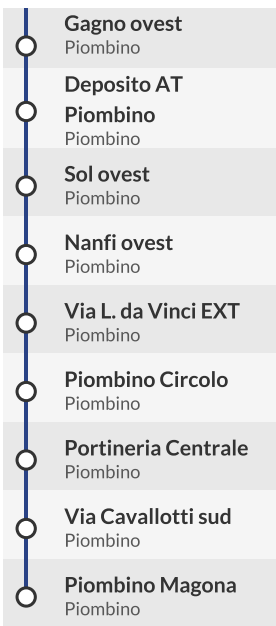 Gagno ovest
Piombino
Deposito AT
Piombino
Piombino
Sol ovest
Piombino
Nanfi ovest
Piombino
Via L. da Vinci EXT
Piombino
Piombino Circolo
Piombino
Portineria Centrale
Piombino
Via Cavallotti sud
Piombino
Piombino Magona
Piombino